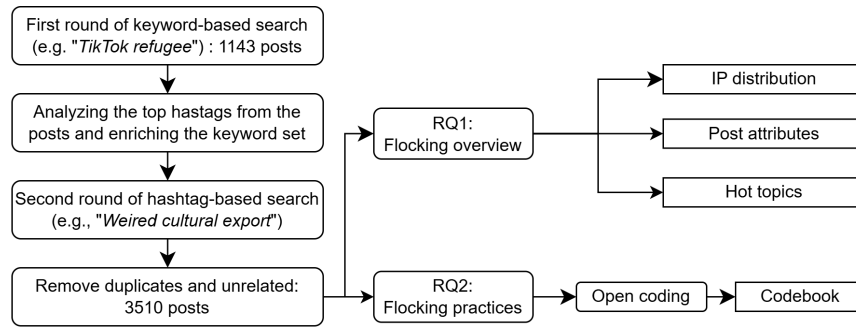 First round of keyword-based search
(e.g. "TikTok refugee") : 1143 posts
Analyzing the top hastags from the
posts and enriching the keyword set
Second round of hashtag-based search
(e.g., "Weired cultural export")
Remove duplicates and unrelated:
3510 posts
RQ1:
Flocking overview
IP distribution
Post attributes
Hot topics
RQ2:
Flocking practices
Open coding
Codebook